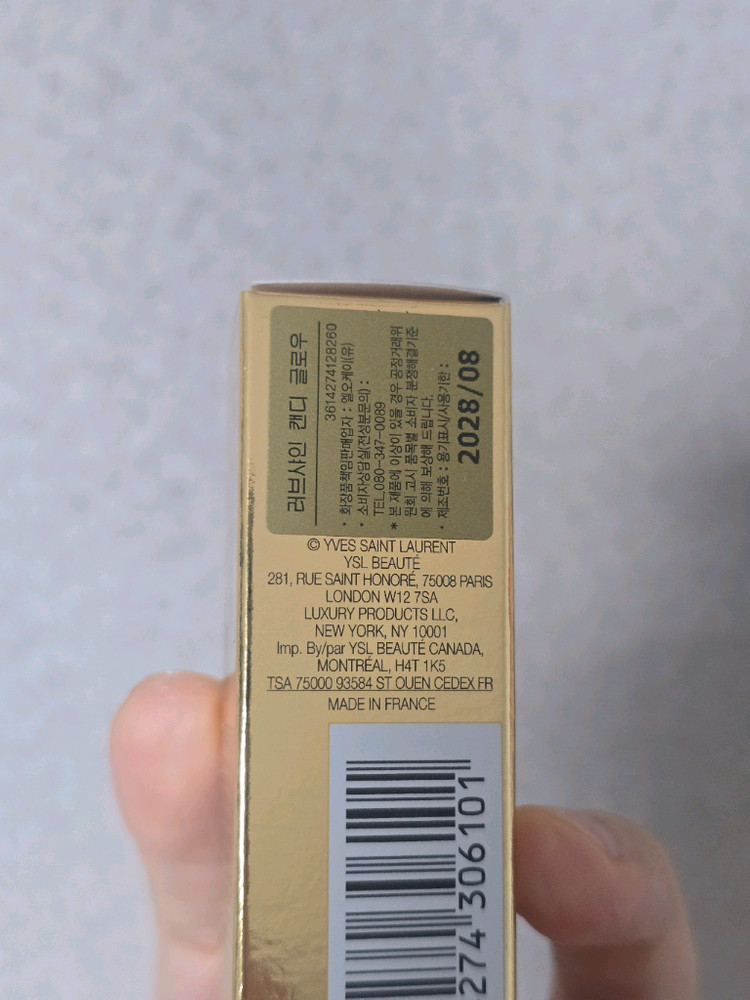 러브샤인 캔디 글로우
3614274128260
· 화장품책임판매업자 : 엘오케이(유)
· 소비자상담실(전성분문의) :
TEL.080-347-0089
* 본 제품에 이상이 있을 경우 공정거래위
원회 고시 품목별 소비자 분쟁해결기준
에 의해 보상해 드립니다.
· 제조번호 : 용기표시/사용기한 :
2028/08
© YVES SAINT LAURENT
YSL BEAUTÉ
281, RUE SAINT HONORÉ, 75008 PARIS
LONDON W12 7SA
LUXURY PRODUCTS LLC,
NEW YORK, NY 10001
Imp. By/par YSL BEAUTÉ CANADA,
MONTRÉAL, H4T 1K5
TSA 75000 93584 ST OUEN CEDEX FR
MADE IN FRANCE
274 306101